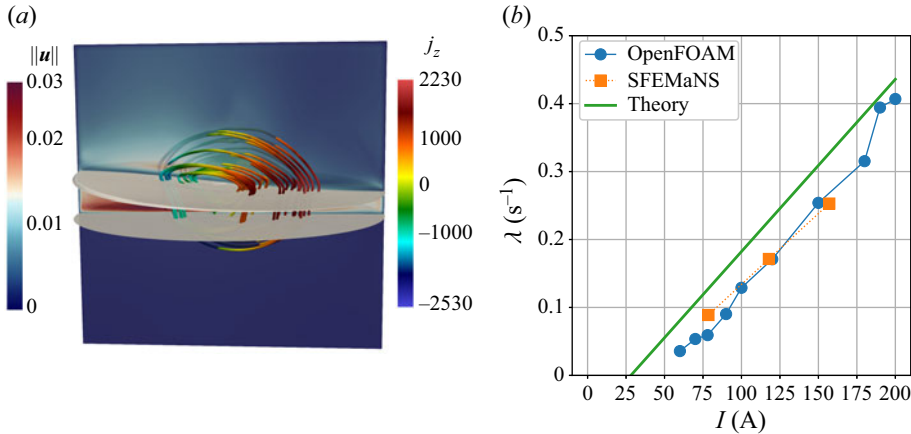 (a)
||u||
0.03
0.02
0.01
0
j_z
2230
1000
0
–1000
–2530
(b)
0.5
0.4
0.3
0.2
0.1
0
λ (s⁻¹)
OpenFOAM
SFEMaNS
Theory
0 25 50 75 100 125 150 175 200
I (A)